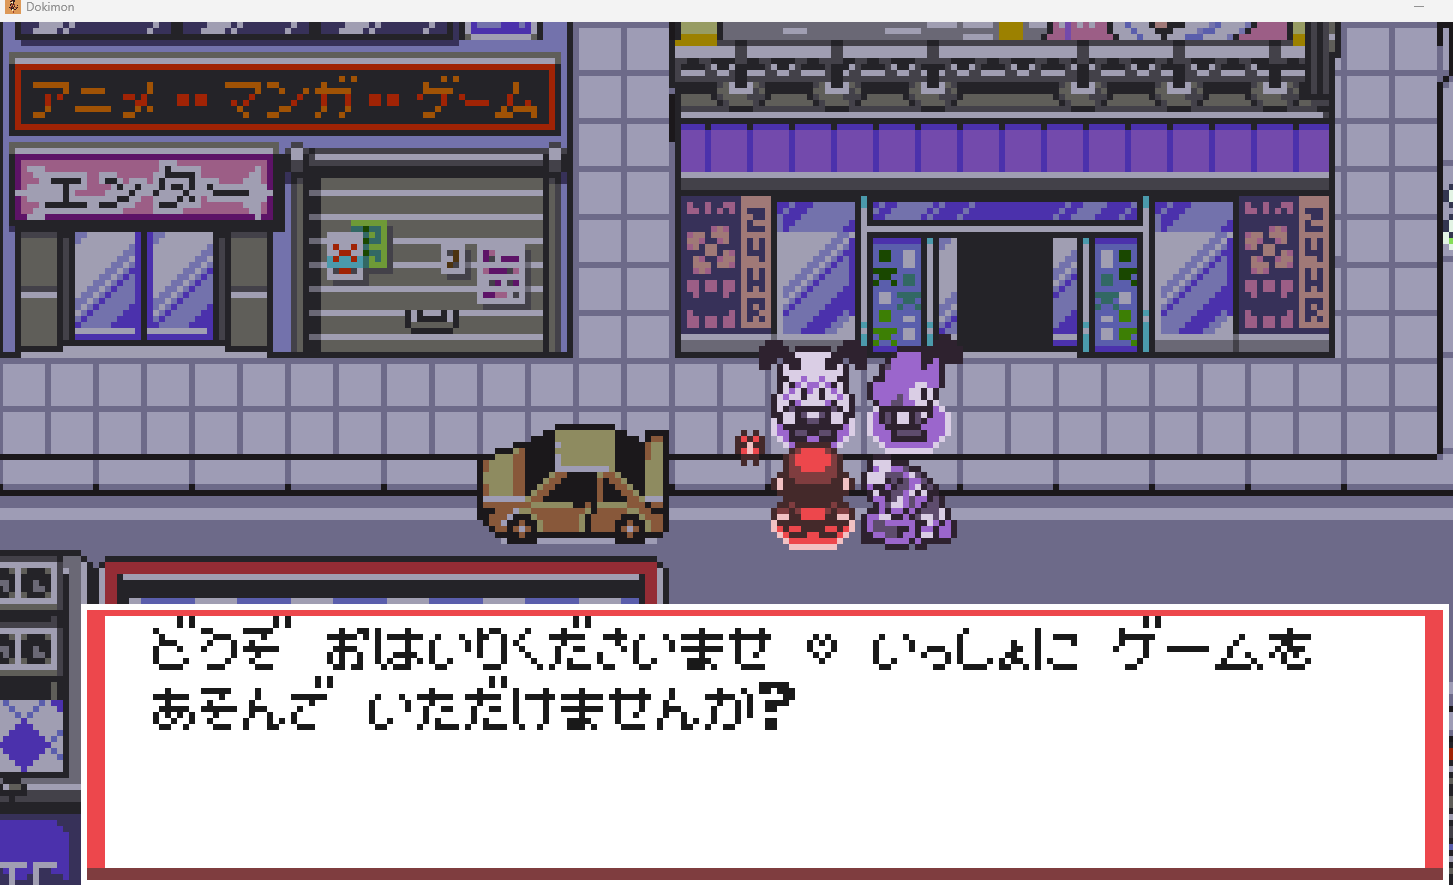 Dokimon
アニメ・・マンガ・・ゲーム
エンター
どうぞ おはいりくださいませ ♡ いっしょに ゲームを
あそんで いただけませんか?